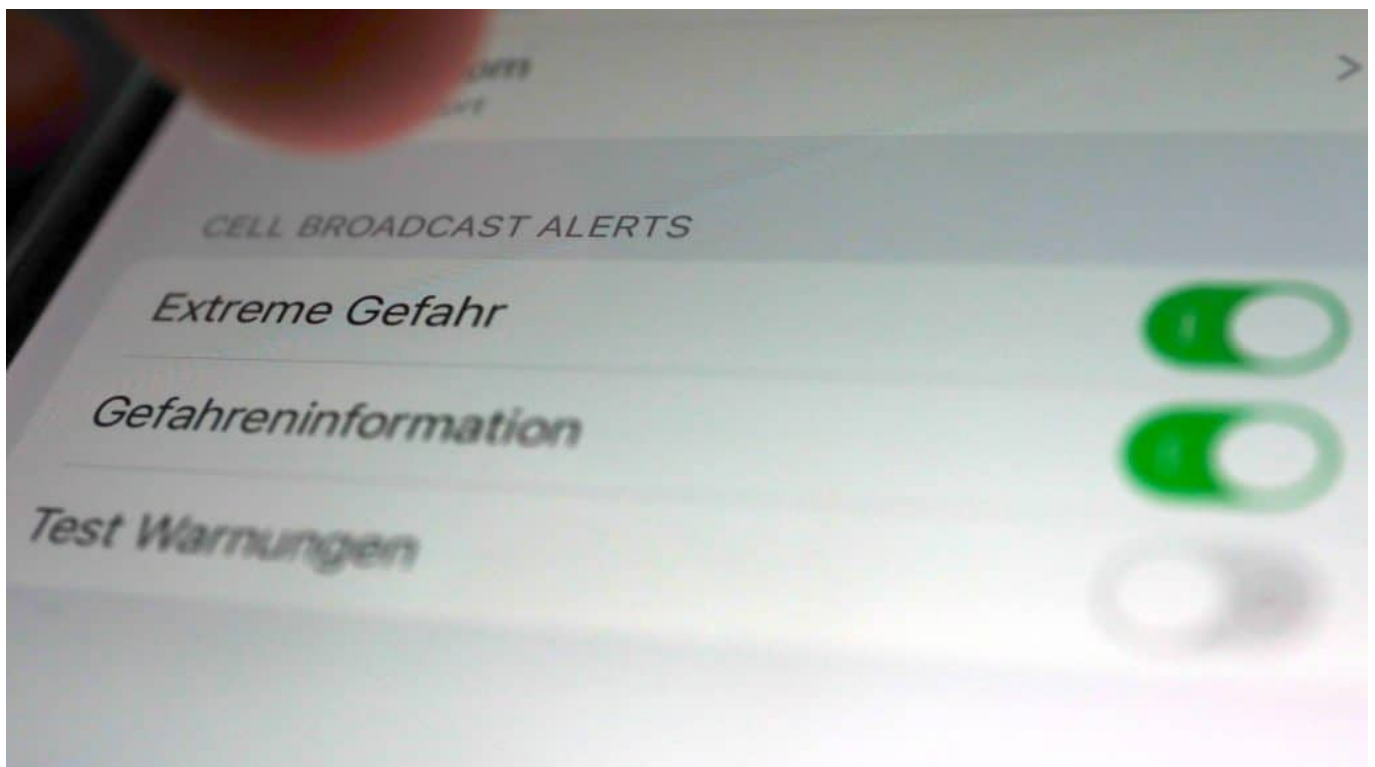 CELL BROADCAST ALERTS
Extreme Gefahr
Gefahreninformation
Test Warnungen